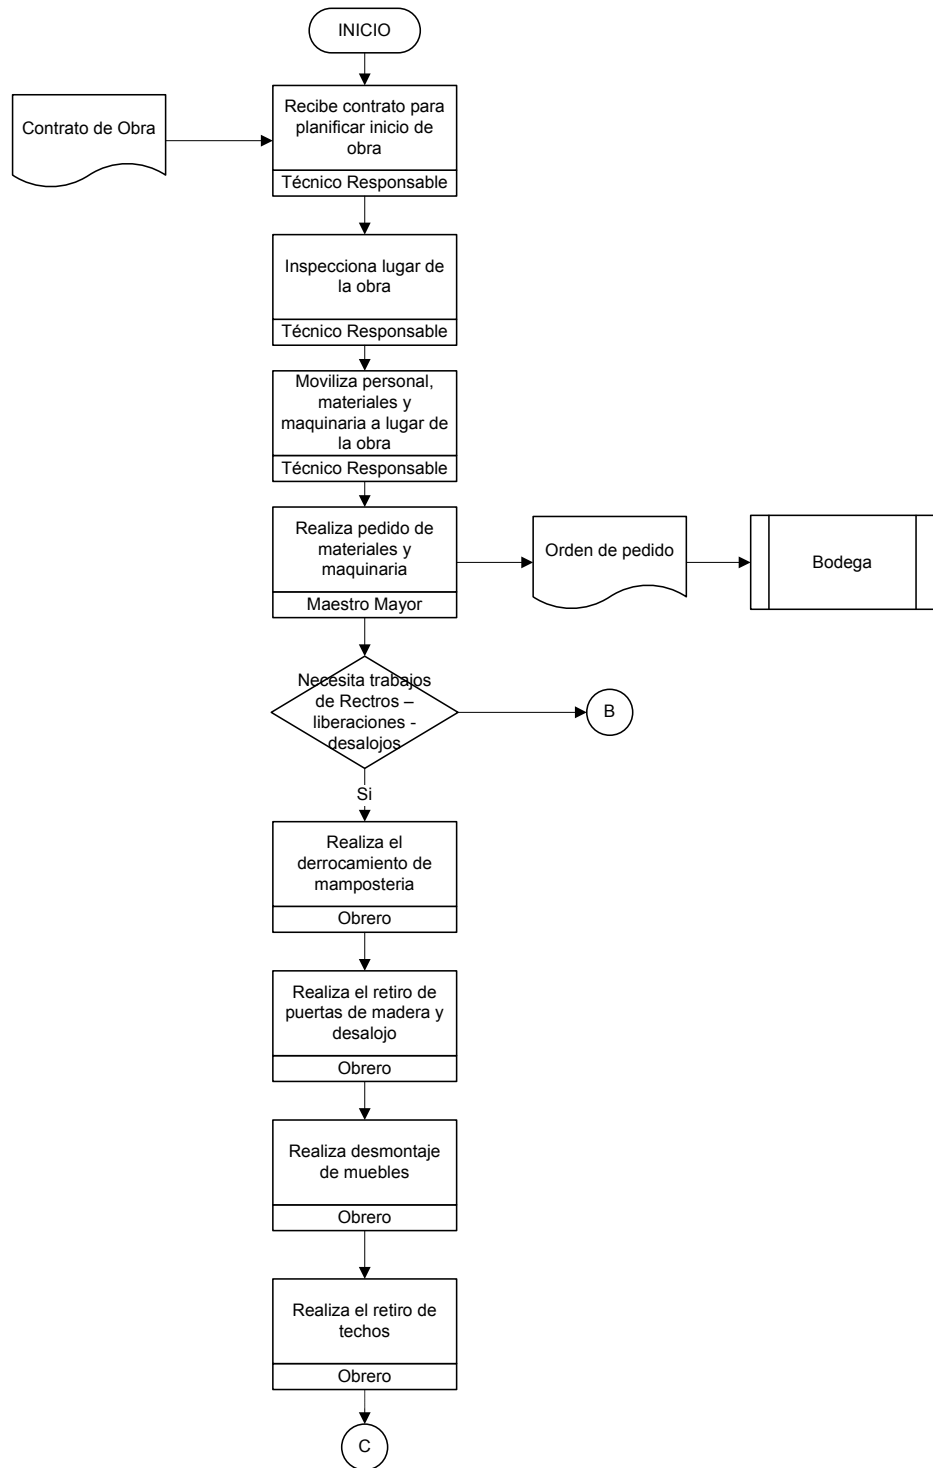 INICIO
Contrato de Obra
Recibe contrato para
planificar inicio de
obra
Técnico Responsable
Inspecciona lugar de
la obra
Técnico Responsable
Moviliza personal,
materiales y
maquinaria a lugar de
la obra
Técnico Responsable
Realiza pedido de
materiales y
maquinaria
Maestro Mayor
Orden de pedido
Bodega
Necesita trabajos
de Rectros –
liberaciones -
desalojos
B
Si
Realiza el
derrocamiento de
mamposteria
Obrero
Realiza el retiro de
puertas de madera y
desalojo
Obrero
Realiza desmontaje
de muebles
Obrero
Realiza el retiro de
techos
Obrero
C